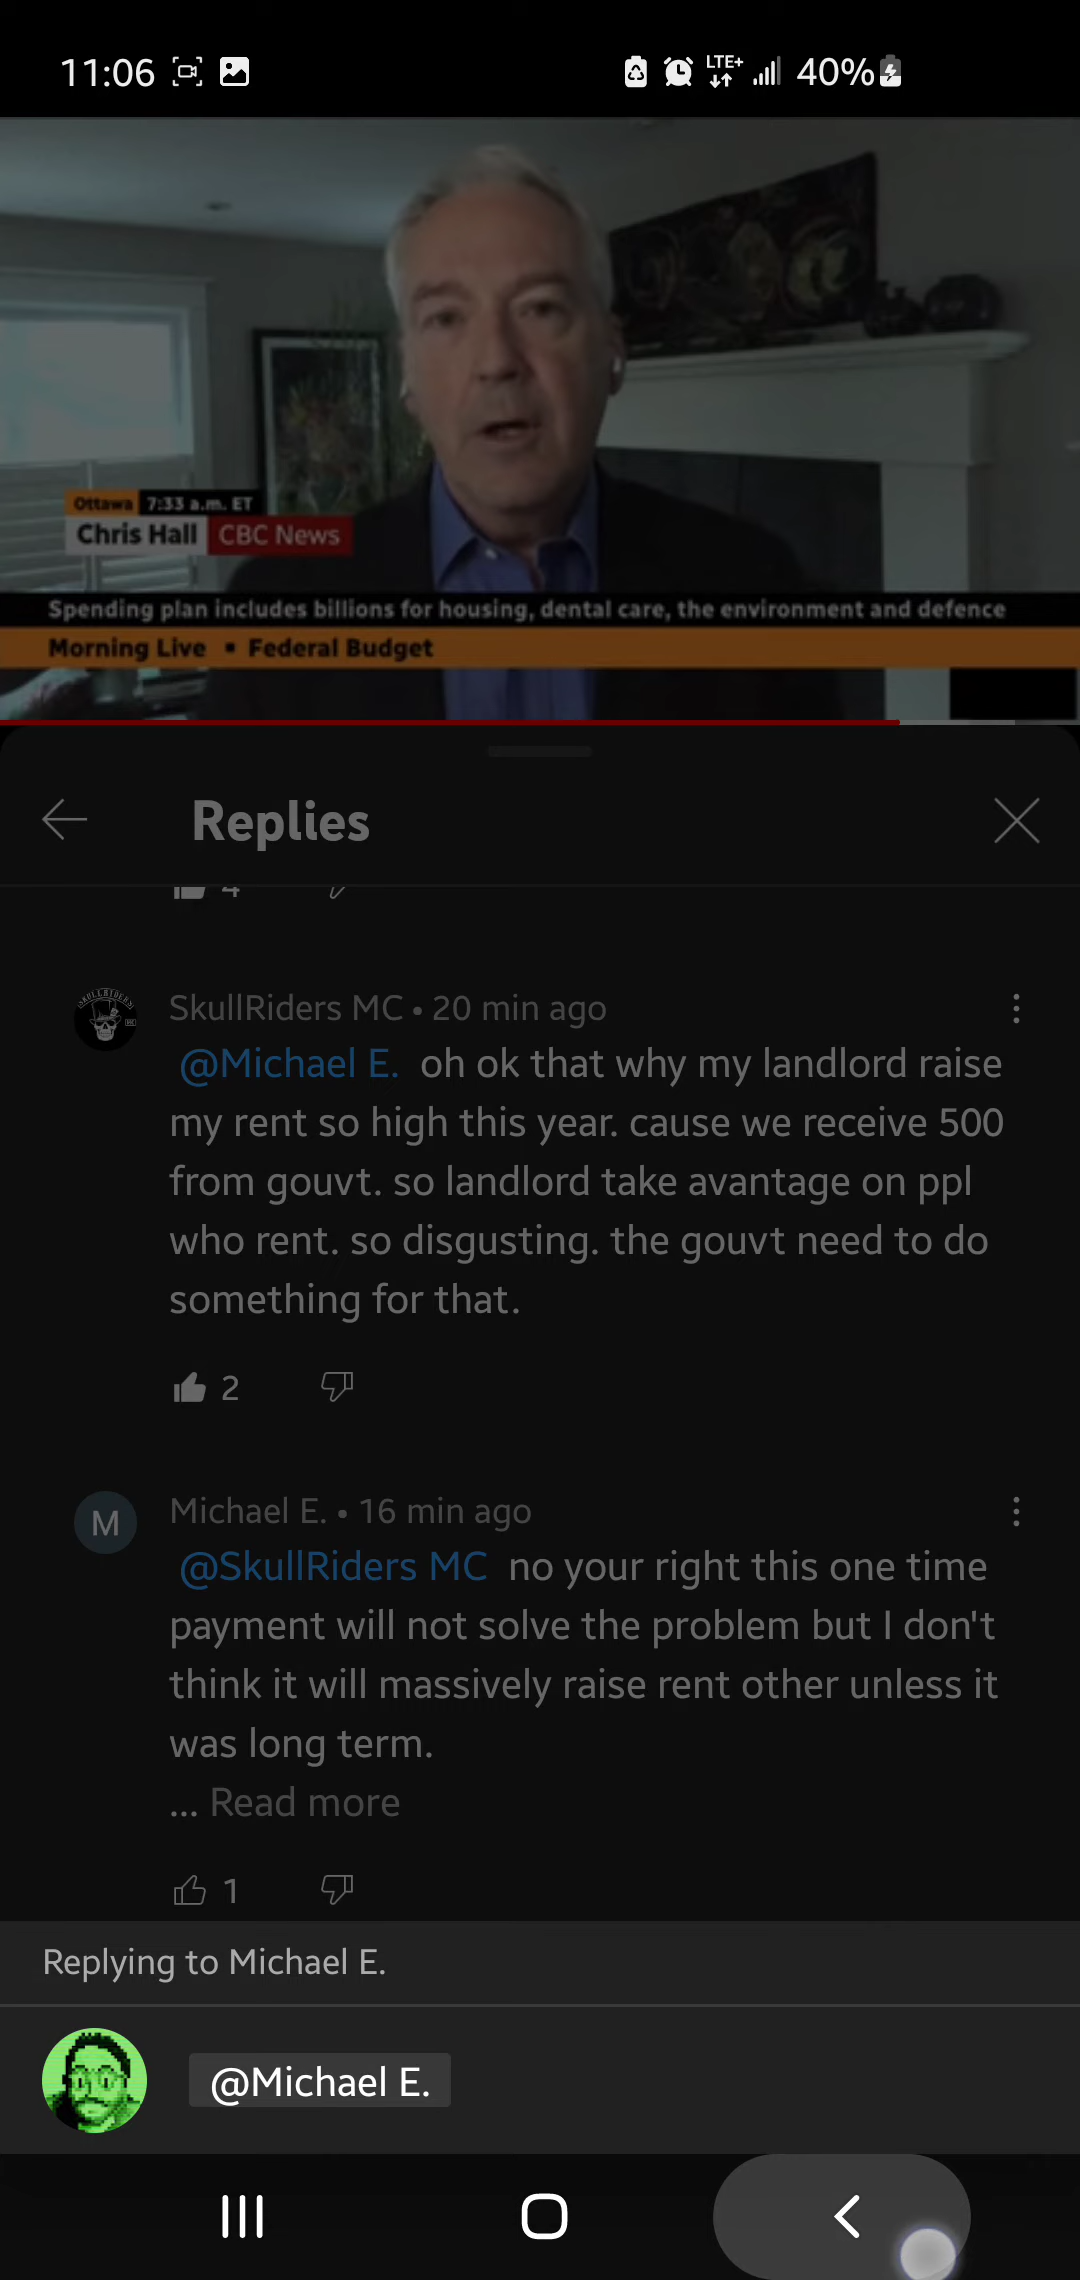 11:06 LTE+ 40%
Ottawa 7:33 a.m. ET
Chris Hall CBC News
Spending plan includes billions for housing, dental care, the environment and defence
Morning Live ▪ Federal Budget
Replies
4
SkullRiders MC • 20 min ago
@Michael E. oh ok that why my landlord raise
my rent so high this year. cause we receive 500
from gouvt. so landlord take avantage on ppl
who rent. so disgusting. the gouvt need to do
something for that.
2
M
Michael E. • 16 min ago
@SkullRiders MC no your right this one time
payment will not solve the problem but I don't
think it will massively raise rent other unless it
was long term.
... Read more
1
Replying to Michael E.
@Michael E.